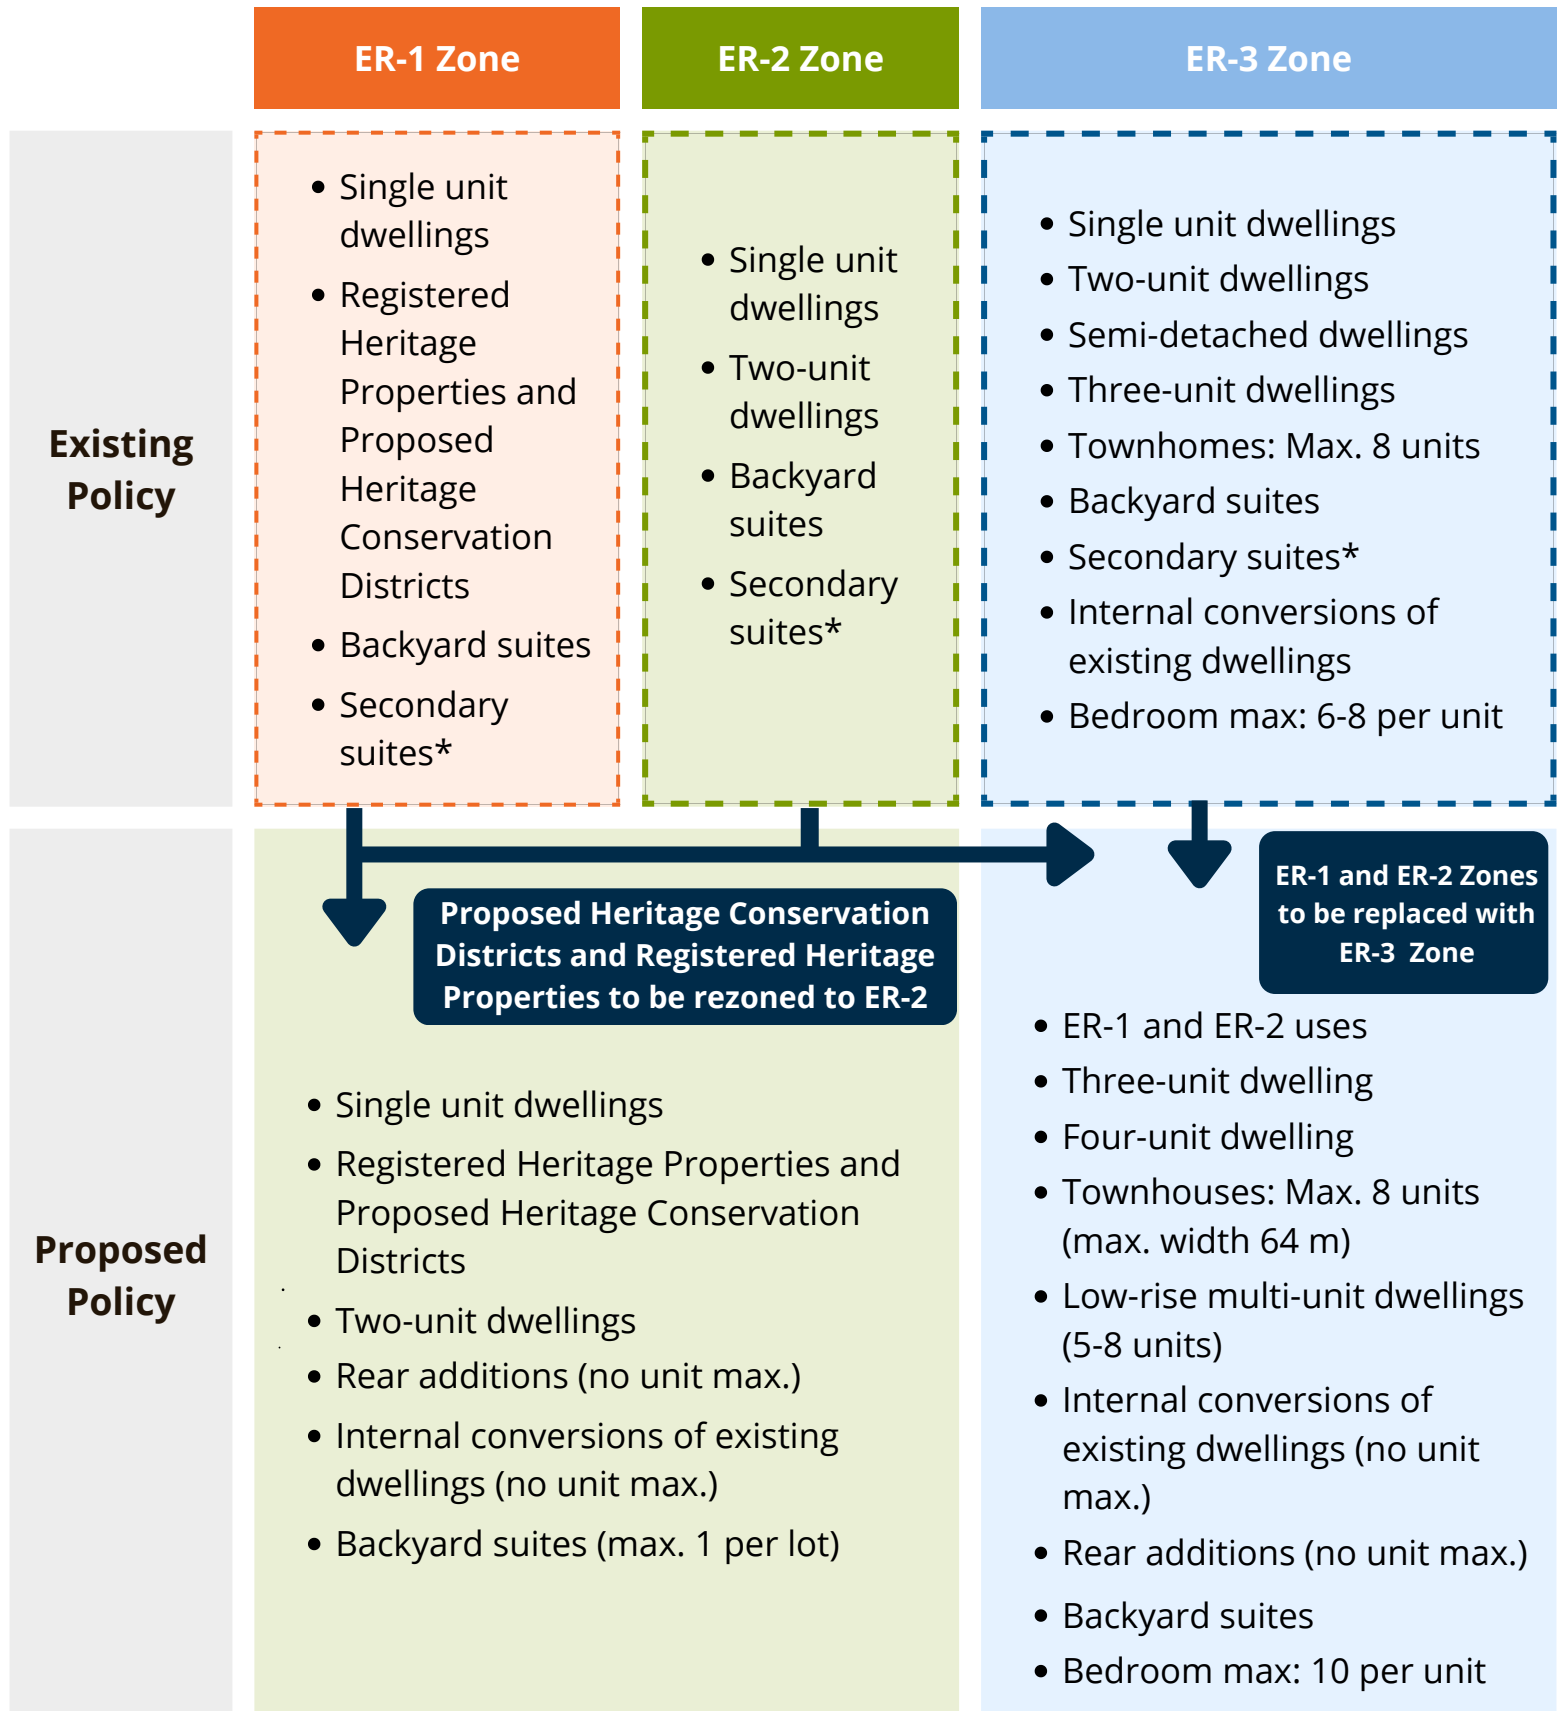 ER-1 Zone
ER-2 Zone
ER-3 Zone
Existing
Policy
• Single unit
dwellings
• Registered
Heritage
Properties and
Proposed
Heritage
Conservation
Districts
• Backyard suites
• Secondary
suites*
• Single unit
dwellings
• Two-unit
dwellings
• Backyard
suites
• Secondary
suites*
• Single unit dwellings
• Two-unit dwellings
• Semi-detached dwellings
• Three-unit dwellings
• Townhomes: Max. 8 units
• Backyard suites
• Secondary suites*
• Internal conversions of
existing dwellings
• Bedroom max: 6-8 per unit
Proposed
Policy
Proposed Heritage Conservation
Districts and Registered Heritage
Properties to be rezoned to ER-2
• Single unit dwellings
• Registered Heritage Properties and
Proposed Heritage Conservation
Districts
• Two-unit dwellings
• Rear additions (no unit max.)
• Internal conversions of existing
dwellings (no unit max.)
• Backyard suites (max. 1 per lot)
ER-1 and ER-2 Zones
to be replaced with
ER-3 Zone
• ER-1 and ER-2 uses
• Three-unit dwelling
• Four-unit dwelling
• Townhouses: Max. 8 units
(max. width 64 m)
• Low-rise multi-unit dwellings
(5-8 units)
• Internal conversions of
existing dwellings (no unit
max.)
• Rear additions (no unit max.)
• Backyard suites
• Bedroom max: 10 per unit